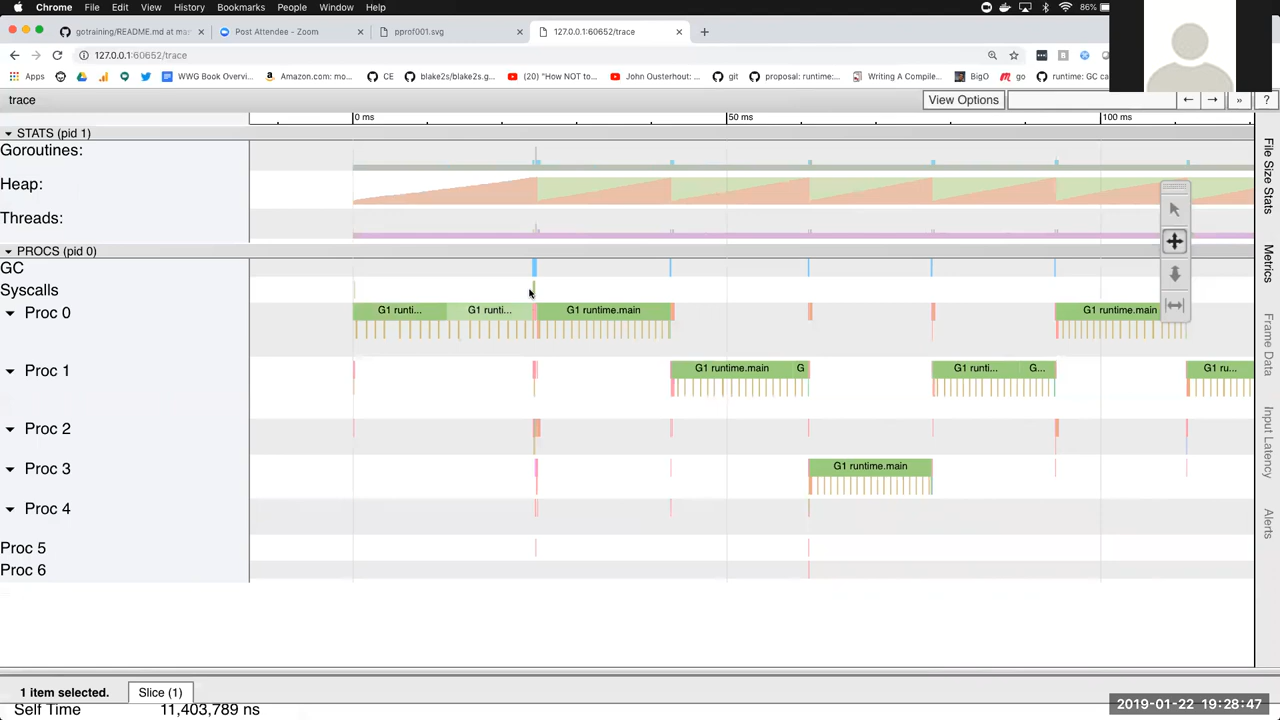 Chrome File Edit View History Bookmarks People Window Help 86%
gotraining/README.md at mas Post Attendee - Zoom pprof001.svg 127.0.0.1:60652/trace
127.0.0.1:60652/trace
Apps WWG Book Overvi... Amazon.com: mo... CE blake2s/blake2s.g... (20) "How NOT to... John Ousterhout:... git proposal: runtime:... Writing A Compile... BigO go runtime: GC ca
trace View Options ← → » ?
0 ms 50 ms 100 ms
STATS (pid 1)
Goroutines:
Heap:
Threads:
PROCS (pid 0)
GC
Syscalls
Proc 0 G1 runti... G1 runti... G1 runtime.main G1 runtime.main
Proc 1 G1 runtime.main G G1 runti... G... G1 ru...
Proc 2
Proc 3 G1 runtime.main
Proc 4
Proc 5
Proc 6
File Size Stats
Metrics
Frame Data
Input Latency
Alerts
1 item selected. Slice (1)
Self Time 11,403,789 ns
2019-01-22 19:28:47